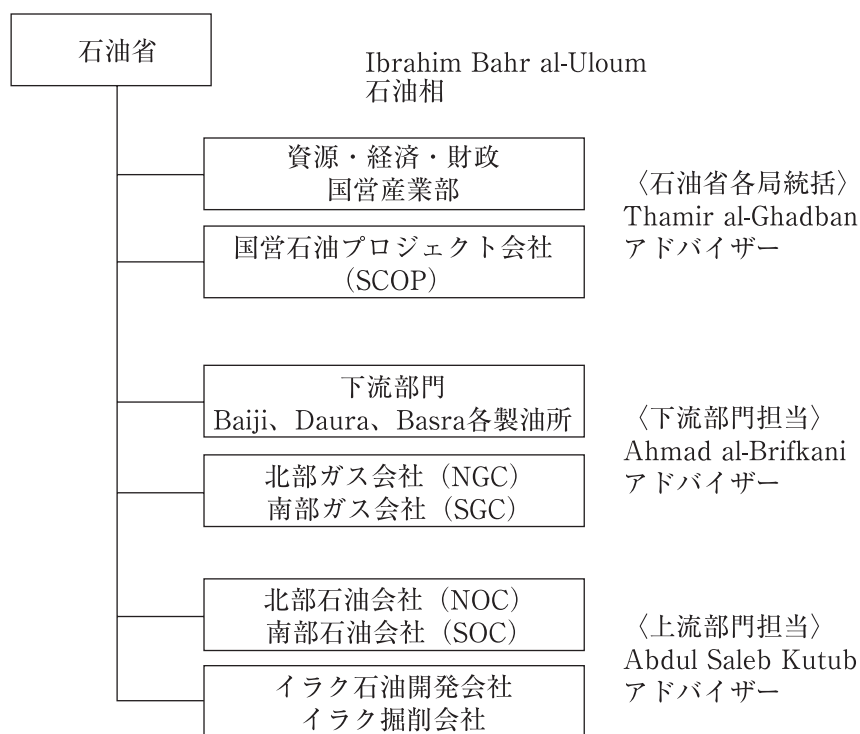 石油省
Ibrahim Bahr al-Uloum
石油相
資源・経済・財政
国営産業部
国営石油プロジェクト会社
（SCOP）
〈石油省各局統括〉
Thamir al-Ghadban
アドバイザー
下流部門
Baiji、Daura、Basra各製油所
北部ガス会社（NGC）
南部ガス会社（SGC）
〈下流部門担当〉
Ahmad al-Brifkani
アドバイザー
北部石油会社（NOC）
南部石油会社（SOC）
イラク石油開発会社
イラク掘削会社
〈上流部門担当〉
Abdul Saleb Kutub
アドバイザー